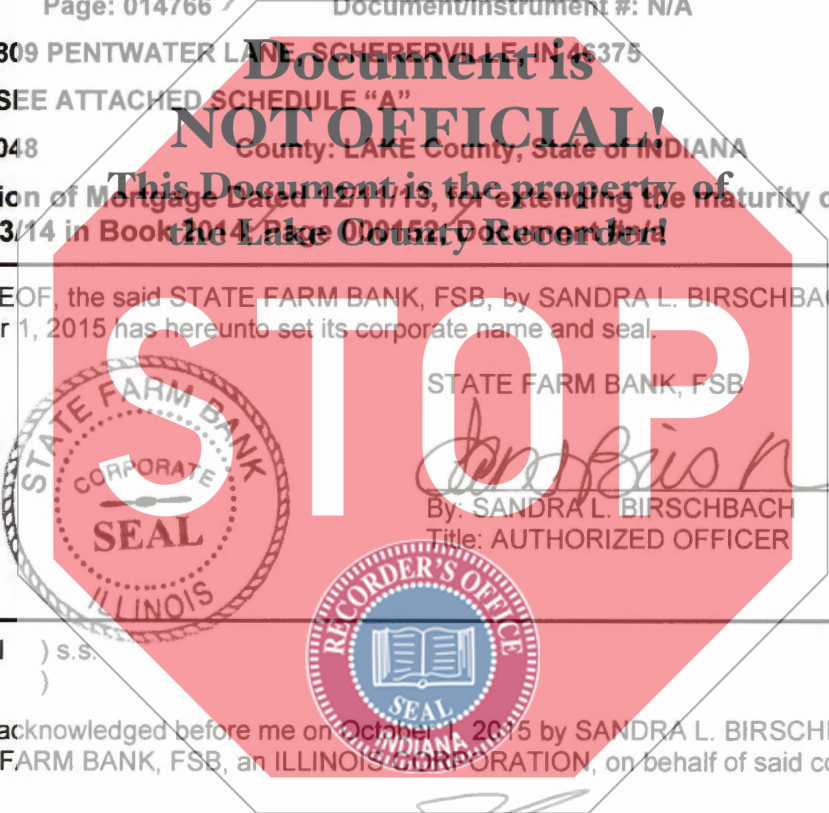 Page: 014766 Document/Instrument #: N/A
809 PENTWATER LANE, SCHERERVILLE, IN 46375
Document is
SEE ATTACHED SCHEDULE “A”
NOT OFFICIAL!
048 County: LAKE County, State of INDIANA
This Document is the property of
ion of Mortgage Dated 12/11/13, for extending the maturity
the Lake County Recorder!
3/14 in Book 2014, Page 000152, Document n/a
EOF, the said STATE FARM BANK, FSB, by SANDRA L. BIRSCHBA
r 1, 2015 has hereunto set its corporate name and seal.
STOP
STATE FARM BANK
CORPORATE
SEAL
ILLINOIS
STATE FARM BANK, FSB
By: SANDRA L. BIRSCHBACH
Title: AUTHORIZED OFFICER
RECORDER'S OFFICE
SEAL
INDIANA
) s.s.
)
acknowledged before me on October 1, 2015 by SANDRA L. BIRSCH
FARM BANK, FSB, an ILLINOIS CORPORATION, on behalf of said co